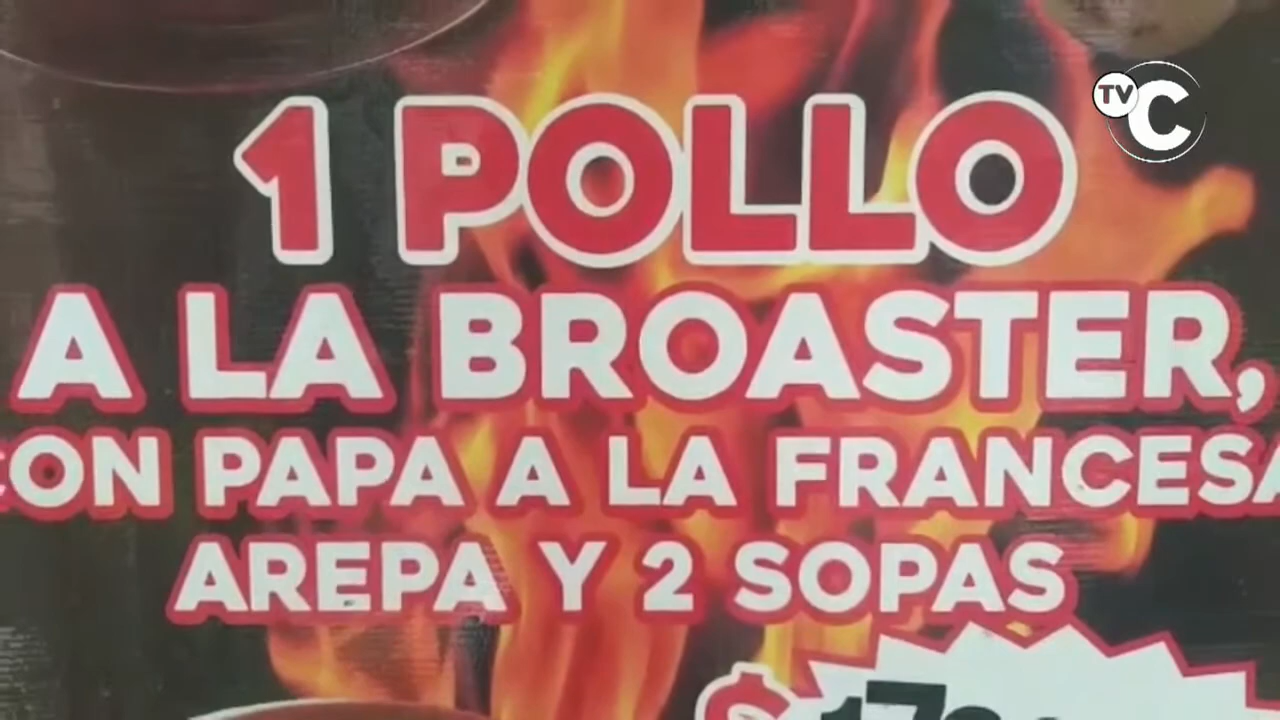 TV C
1 POLLO
A LA BROASTER,
CON PAPA A LA FRANCESA
AREPA Y 2 SOPAS
$